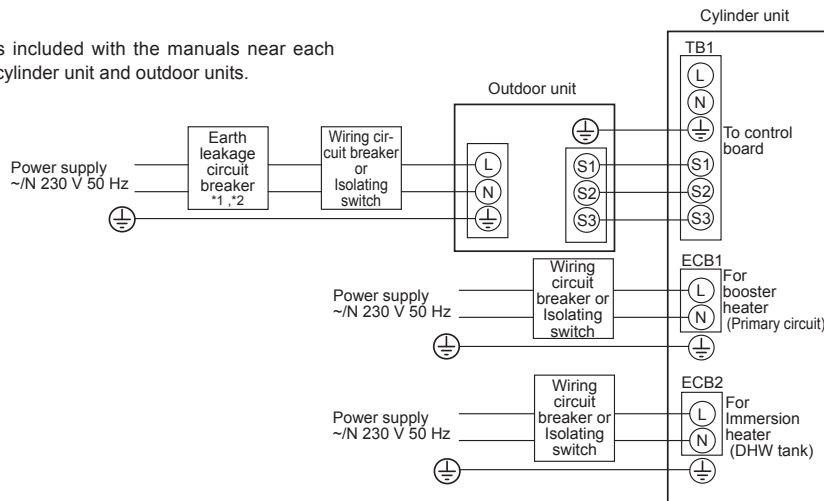 s included with the manuals near each
cylinder unit and outdoor units.
Cylinder unit
TB1
L
N
To control
board
S1
S2
S3
Outdoor unit
L
N
S1
S2
S3
Power supply
~/N 230 V 50 Hz
Earth
leakage
circuit
breaker
*1 ,*2
Wiring cir-
cuit breaker
or
Isolating
switch
ECB1
L
N
For
booster
heater
(Primary circuit)
Power supply
~/N 230 V 50 Hz
Wiring
circuit
breaker or
Isolating
switch
ECB2
L
N
For
Immersion
heater
(DHW tank)
Power supply
~/N 230 V 50 Hz
Wiring
circuit
breaker or
Isolating
switch